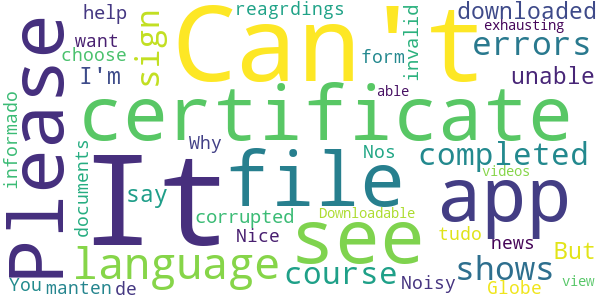 help
reagrdings
Can't
downloaded
exhausting
Please
want
sign
errors
choose
I'm
form
invalid
unable
certificate
able
informado
documents
It
Why
file
Nos
app
completed
say
see
videos
corrupted
Downloadable
tudo
language
Nice
news
But
course
shows
You
manten
de
Noisy
Globe
view